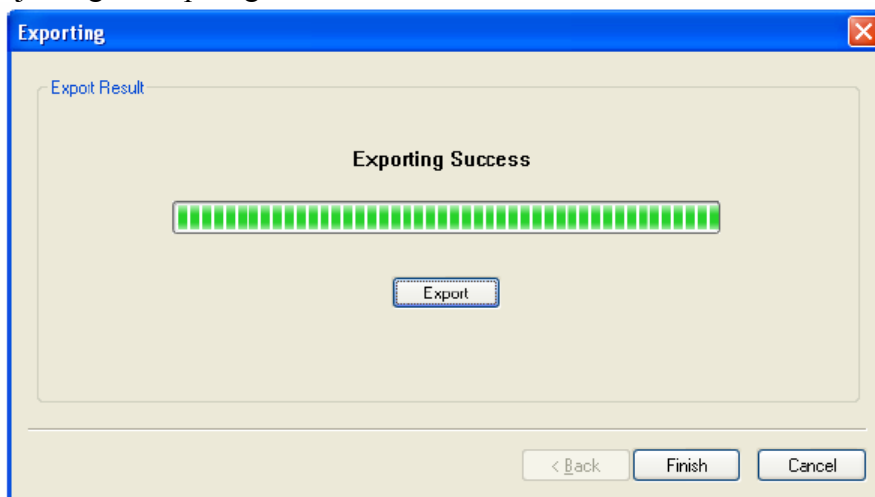 Exporting
Export Result
Exporting Success
Export
< Back
Finish
Cancel